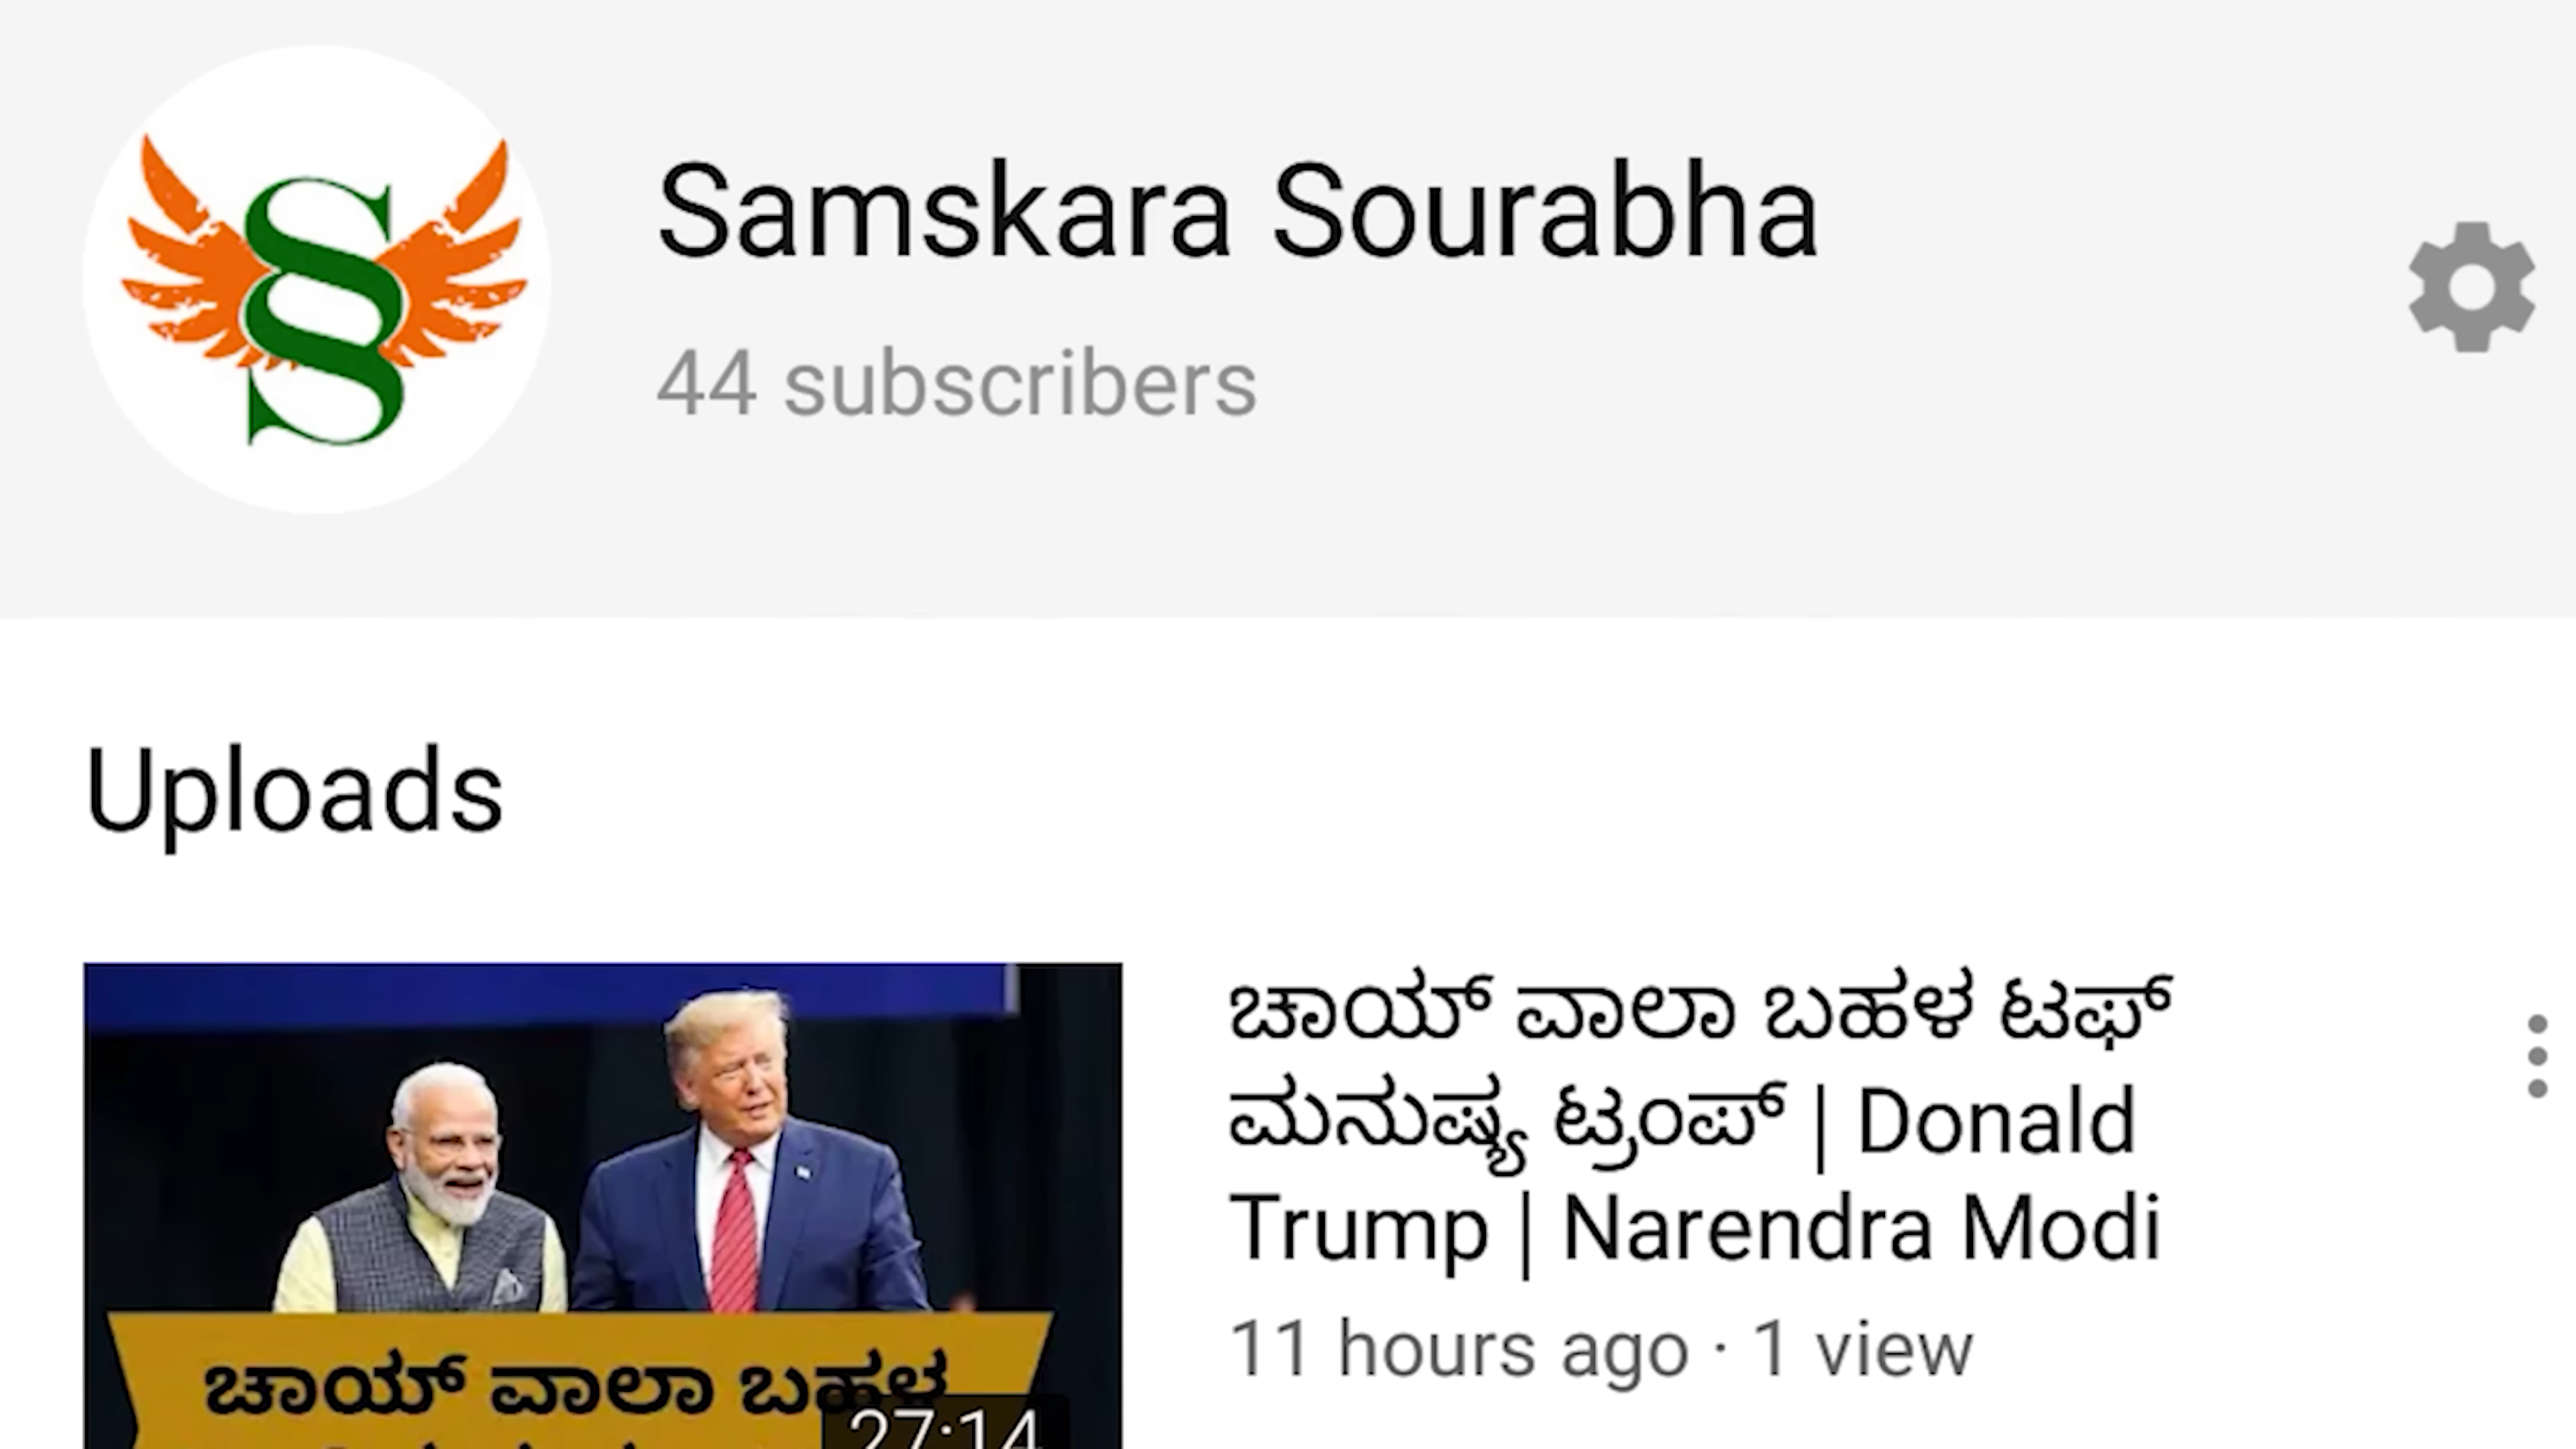 Samskara Sourabha
44 subscribers
Uploads
ಚಾಯ್ ವಾಲಾ ಬಹಳ ಟಫ್
ಮನುಷ್ಯ ಟ್ರಂಪ್ | Donald
Trump | Narendra Modi
11 hours ago · 1 view
ಚಾಯ್ ವಾಲಾ ಬಹಳ
27:14